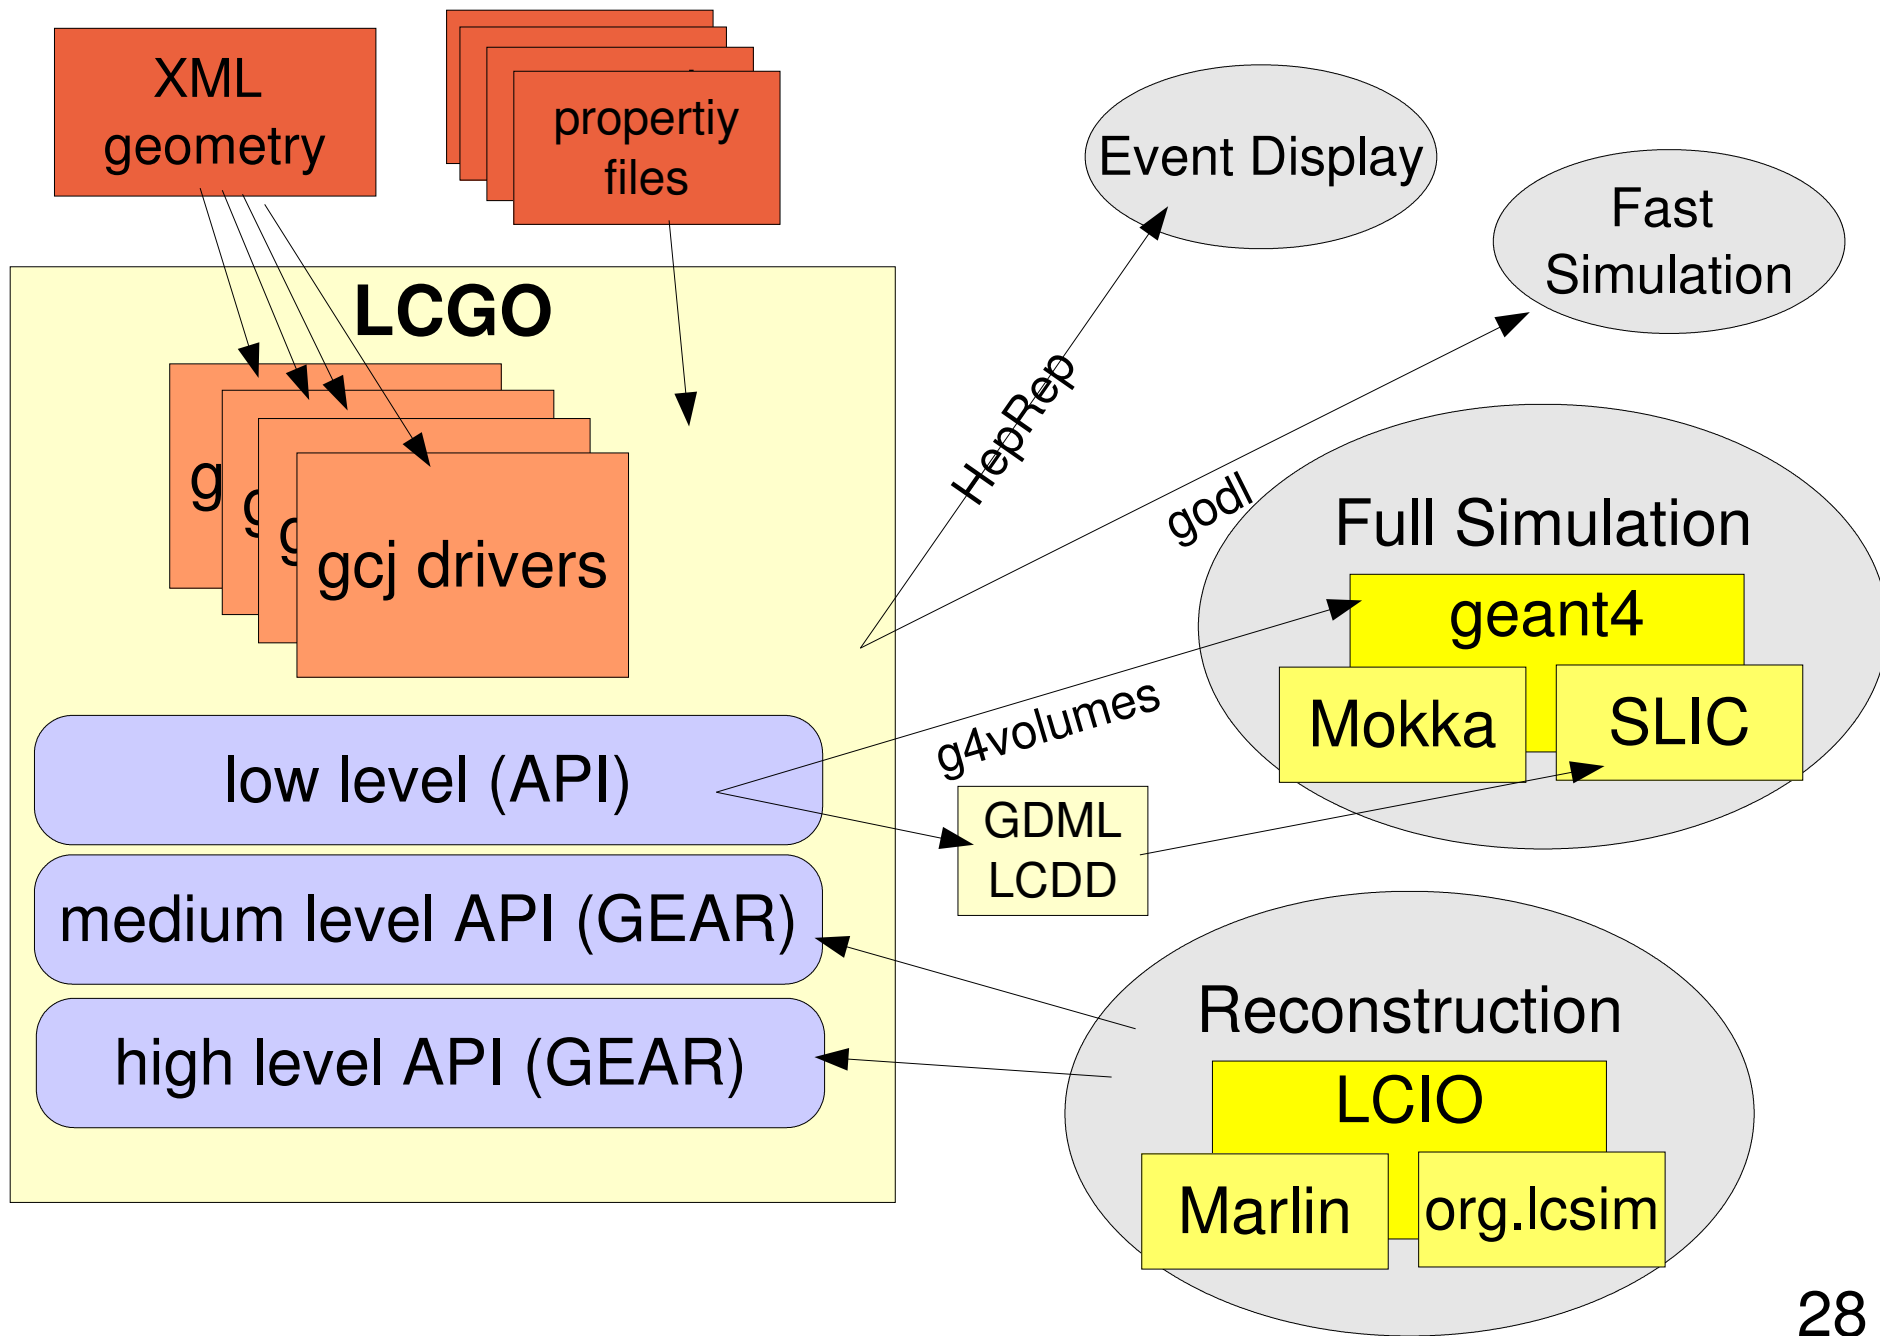 XML
geometry
propertiy
files
Event Display
Fast
Simulation
LCGO
g
g
g
gcj drivers
HepRep
godl
Full Simulation
geant4
Mokka
SLIC
g4volumes
low level (API)
GDML
LCDD
medium level API (GEAR)
high level API (GEAR)
Reconstruction
LCIO
Marlin
org.lcsim
28